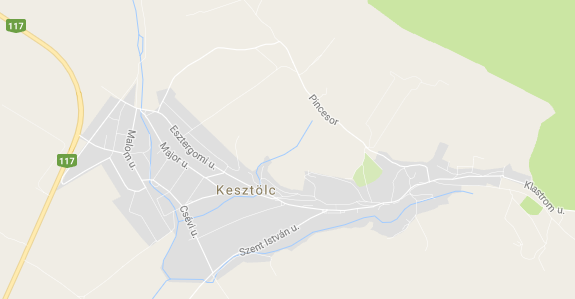 117
Pincesor
Esztergomi u.
Malom u.
Major u.
117
Kesztölc
Klastrom u.
Csévi u.
Szent István u.